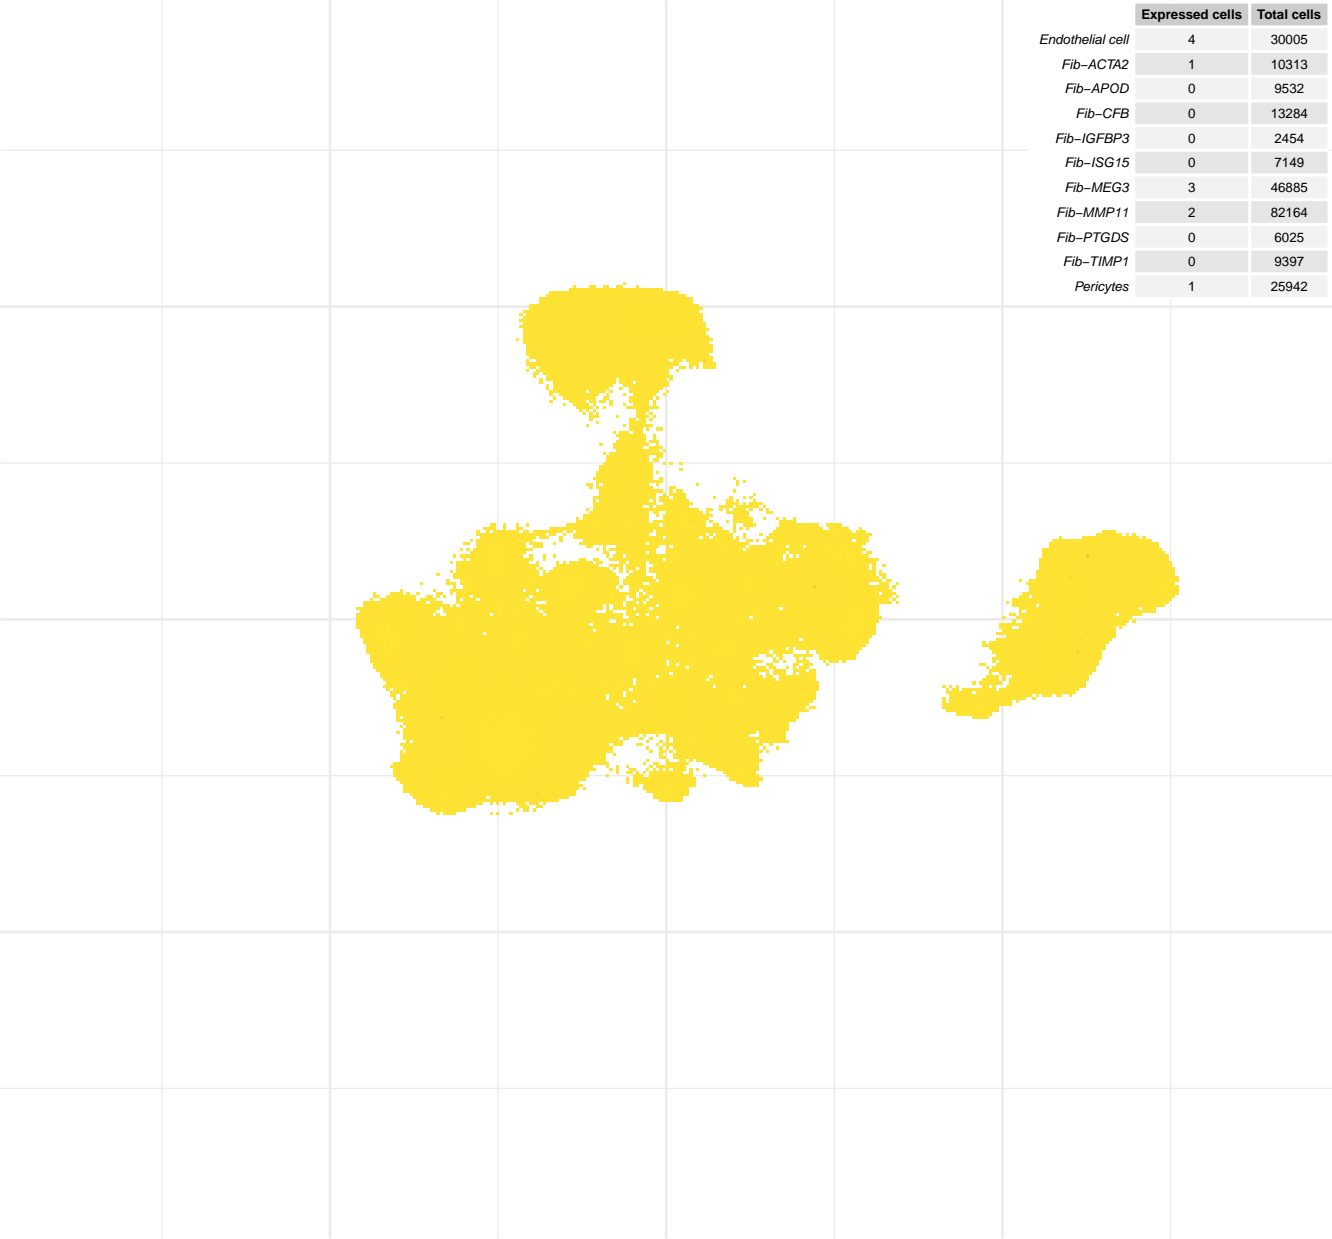 Expressed cells Total cells
Endothelial cell 4 30005
Fib−ACTA2 1 10313
Fib−APOD 0 9532
Fib−CFB 0 13284
Fib−IGFBP3 0 2454
Fib−ISG15 0 7149
Fib−MEG3 3 46885
Fib−MMP11 2 82164
Fib−PTGDS 0 6025
Fib−TIMP1 0 9397
Pericytes 1 25942